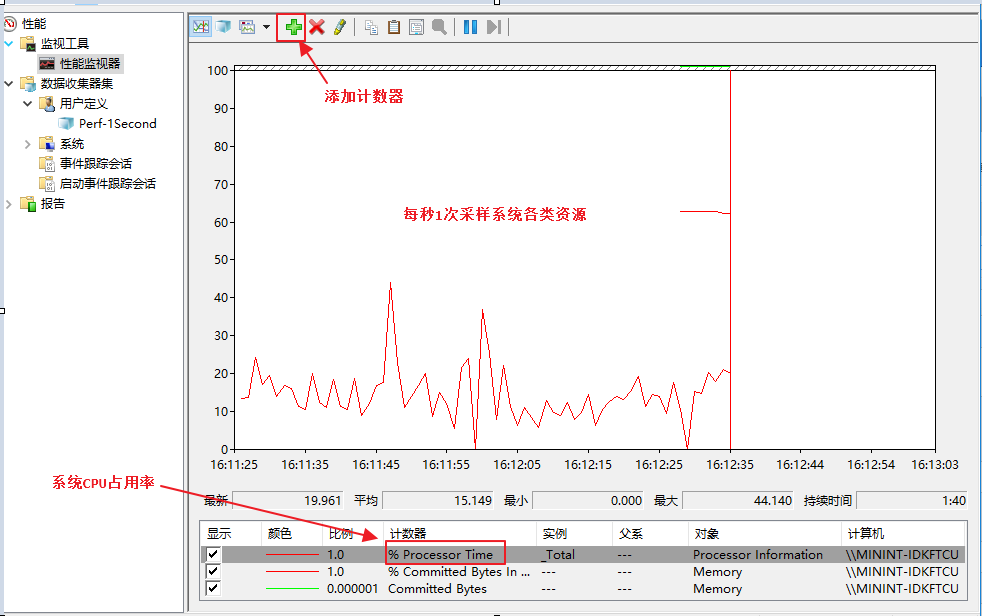 性能
监视工具
性能监视器
数据收集器集
用户定义
Perf-1Second
系统
事件跟踪会话
启动事件跟踪会话
报告
添加计数器
每秒1次采样系统各类资源
100
90
80
70
60
50
40
30
20
10
0
16:11:25 16:11:35 16:11:45 16:11:55 16:12:05 16:12:15 16:12:25 16:12:35 16:12:44 16:12:54 16:13:03
系统CPU占用率
最新 19.961 平均 15.149 最小 0.000 最大 44.140 持续时间 1:40
显示 颜色 比例 计数器 实例 父系 对象 计算机
1.0 % Processor Time _Total --- Processor Information \\MININT-IDKFTCU
1.0 % Committed Bytes In ... --- --- Memory \\MININT-IDKFTCU
0.000001 Committed Bytes --- --- Memory \\MININT-IDKFTCU